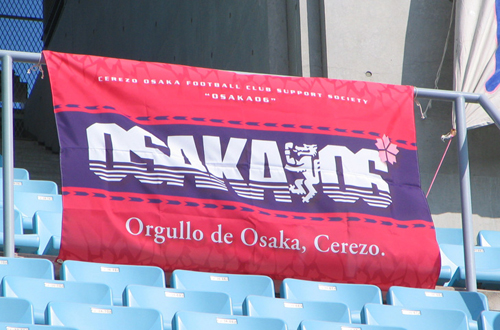 CEREZO OSAKA FOOTBALL CLUB SUPPORT SOCIETY
"OSAKA06"
OSAKA 06
Orgullo de Osaka, Cerezo.